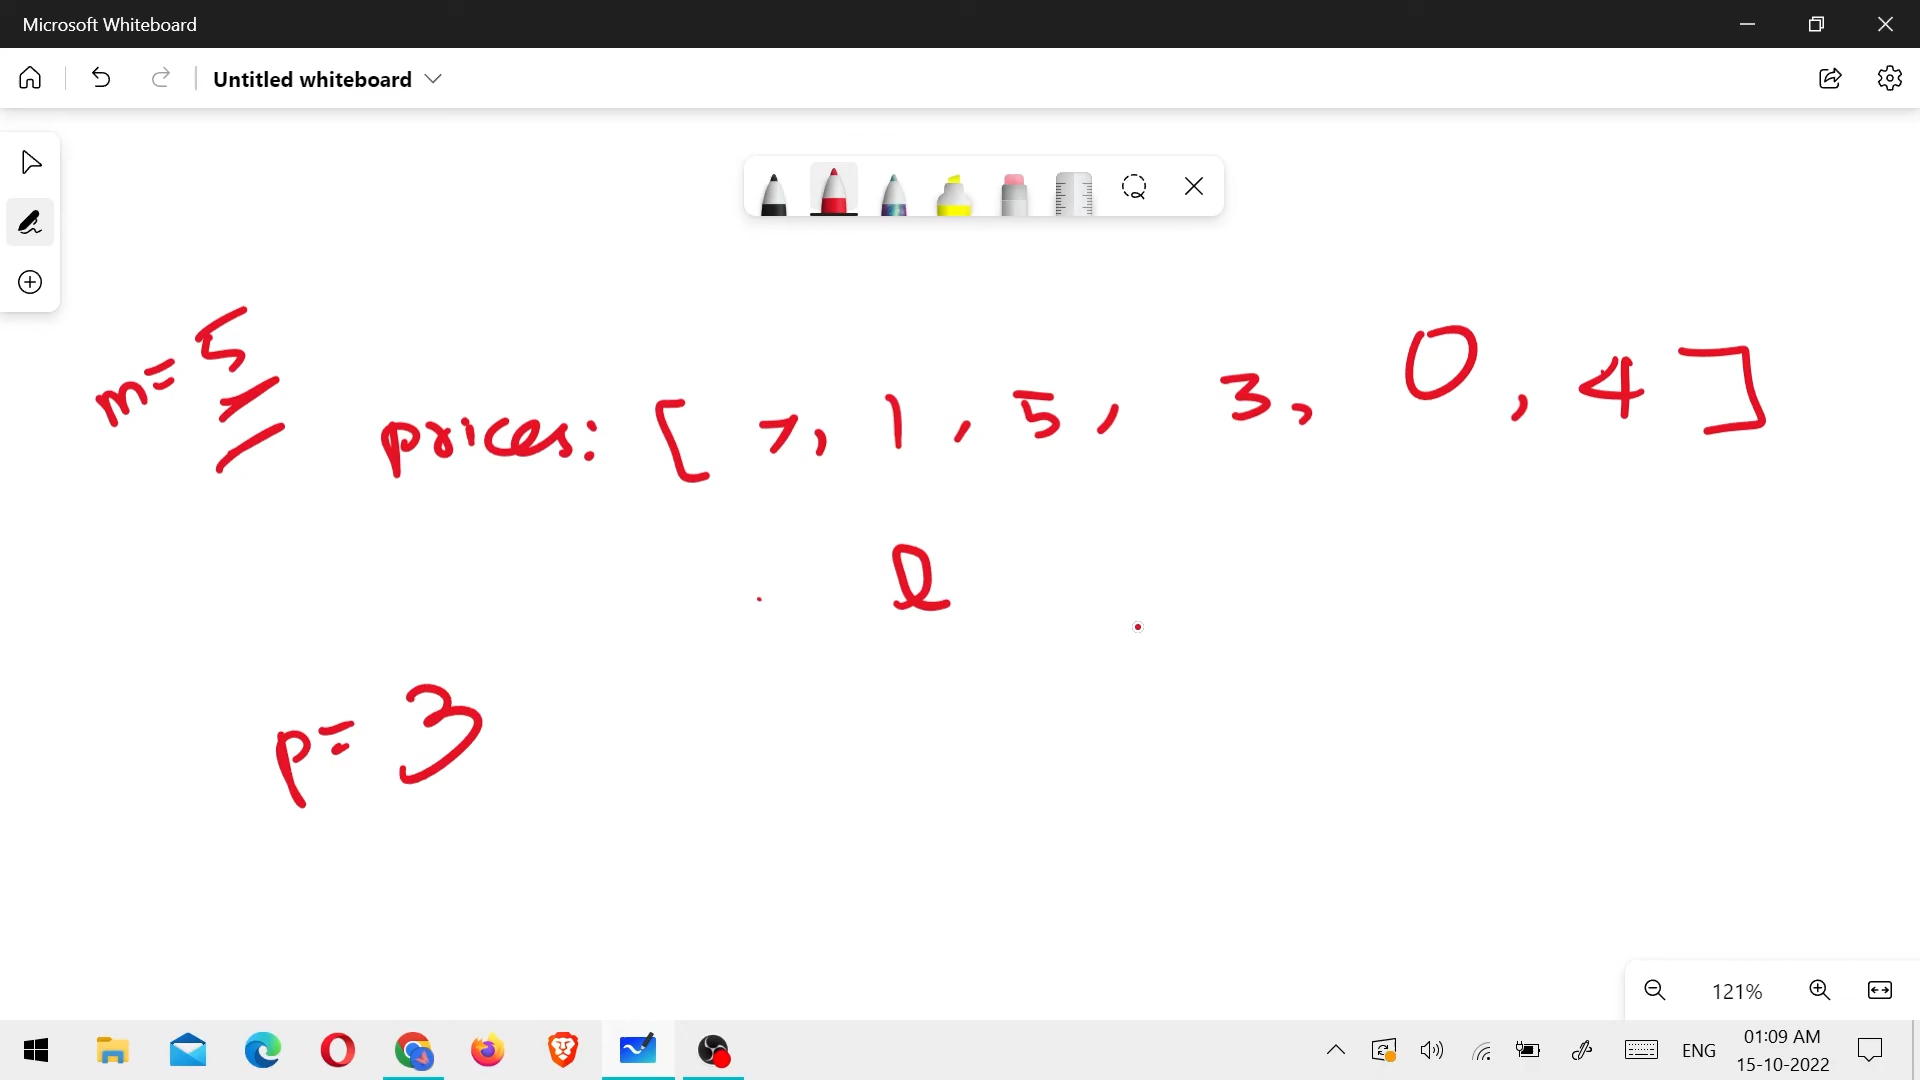 Microsoft Whiteboard
Untitled whiteboard
m = 5
prices: [ 7, 1, 5, 3, 0, 4 ]
l
p = 3
121%
ENG
01:09 AM
15-10-2022